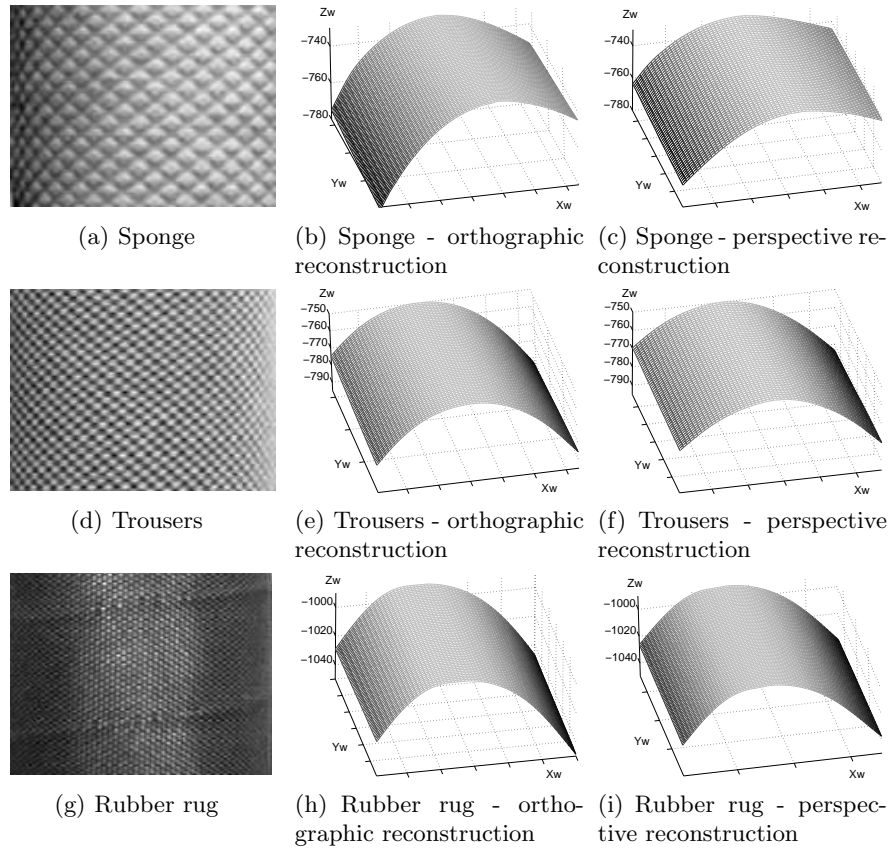 Zw
−740
−760
−780
Yw
Xw
Zw
−740
−760
−780
Yw
Xw
(a) Sponge
(b) Sponge - orthographic
reconstruction
(c) Sponge - perspective re-
construction
Zw
−750
−760
−770
−780
−790
Yw
Xw
Zw
−750
−760
−770
−780
−790
Yw
Xw
(d) Trousers
(e) Trousers - orthographic
reconstruction
(f) Trousers - perspective
reconstruction
Zw
−1000
−1020
−1040
Yw
Xw
Zw
−1000
−1020
−1040
Yw
Xw
(g) Rubber rug
(h) Rubber rug - ortho-
graphic reconstruction
(i) Rubber rug - perspec-
tive reconstruction